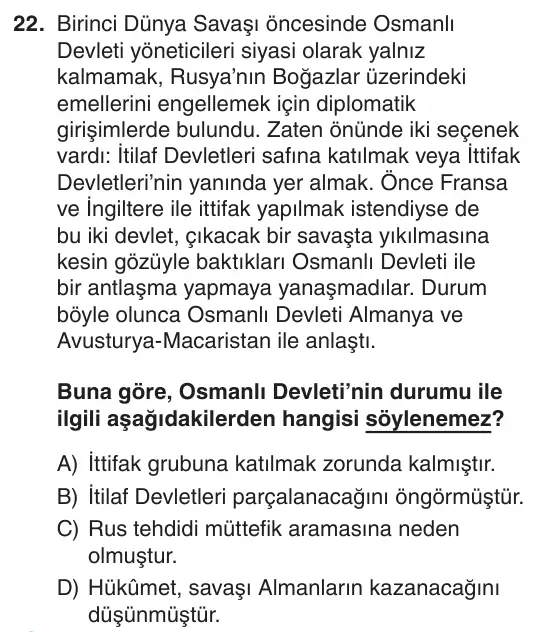 22. Birinci Dünya Savaşı öncesinde Osmanlı
Devleti yöneticileri siyasi olarak yalnız
kalmamak, Rusya’nın Boğazlar üzerindeki
emellerini engellemek için diplomatik
girişimlerde bulundu. Zaten önünde iki seçenek
vardı: İtilaf Devletleri safına katılmak veya İttifak
Devletleri’nin yanında yer almak. Önce Fransa
ve İngiltere ile ittifak yapılmak istendiyse de
bu iki devlet, çıkacak bir savaşta yıkılmasına
kesin gözüyle baktıkları Osmanlı Devleti ile
bir antlaşma yapmaya yanaşmadılar. Durum
böyle olunca Osmanlı Devleti Almanya ve
Avusturya-Macaristan ile anlaştı.
Buna göre, Osmanlı Devleti’nin durumu ile
ilgili aşağıdakilerden hangisi söylenemez?
A) İttifak grubuna katılmak zorunda kalmıştır.
B) İtilaf Devletleri parçalanacağını öngörmüştür.
C) Rus tehdidi müttefik aramasına neden
olmuştur.
D) Hükûmet, savaşı Almanların kazanacağını
düşünmüştür.